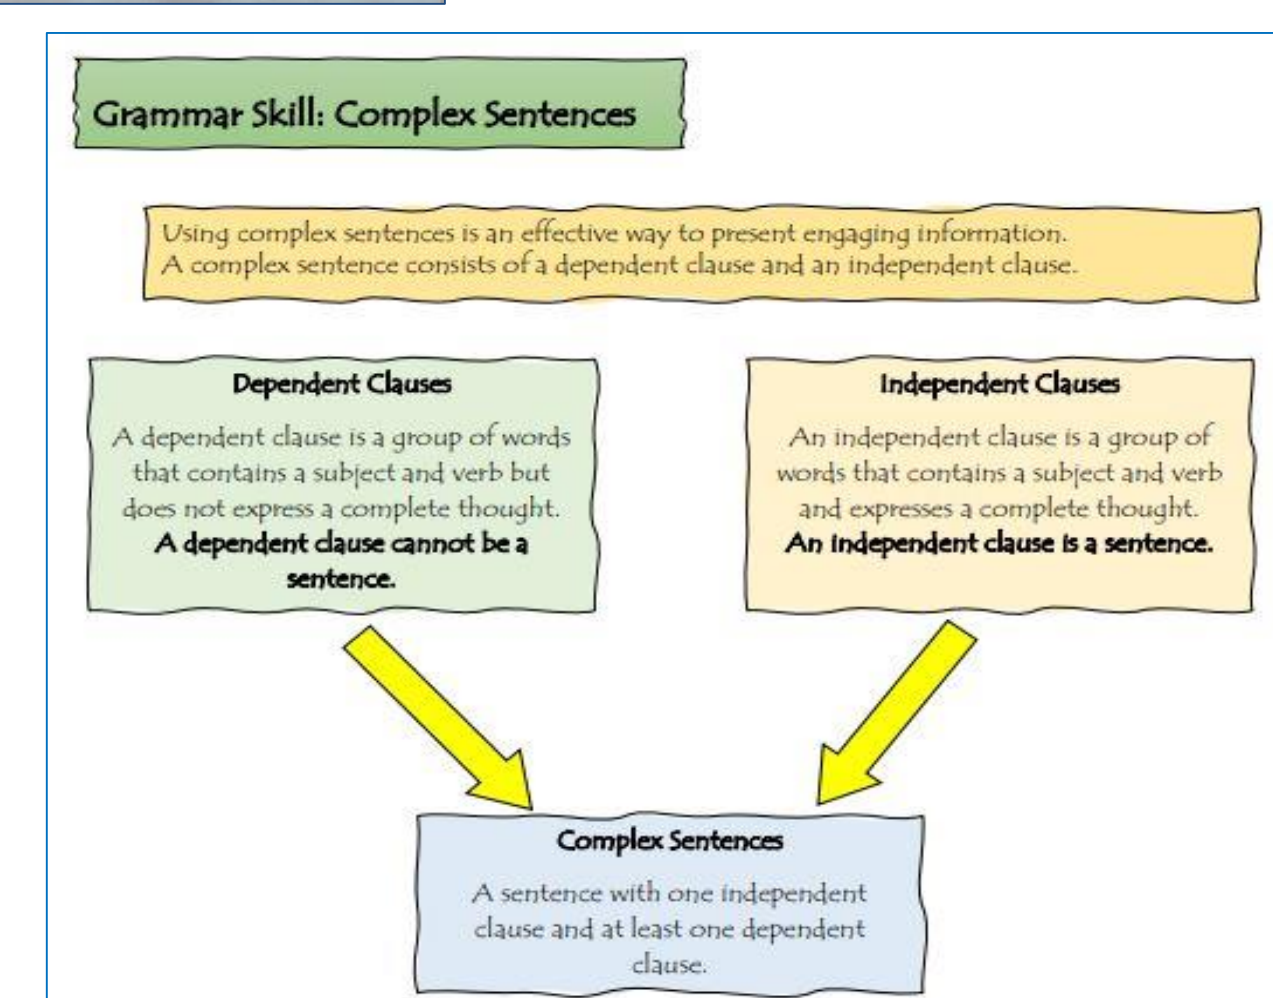 Grammar Skill: Complex Sentences
Using complex sentences is an effective way to present engaging information.
A complex sentence consists of a dependent clause and an independent clause.
Dependent Clauses
A dependent clause is a group of words
that contains a subject and verb but
does not express a complete thought.
A dependent clause cannot be a
sentence.
Independent Clauses
An independent clause is a group of
words that contains a subject and verb
and expresses a complete thought.
An independent clause is a sentence.
Complex Sentences
A sentence with one independent
clause and at least one dependent
clause.